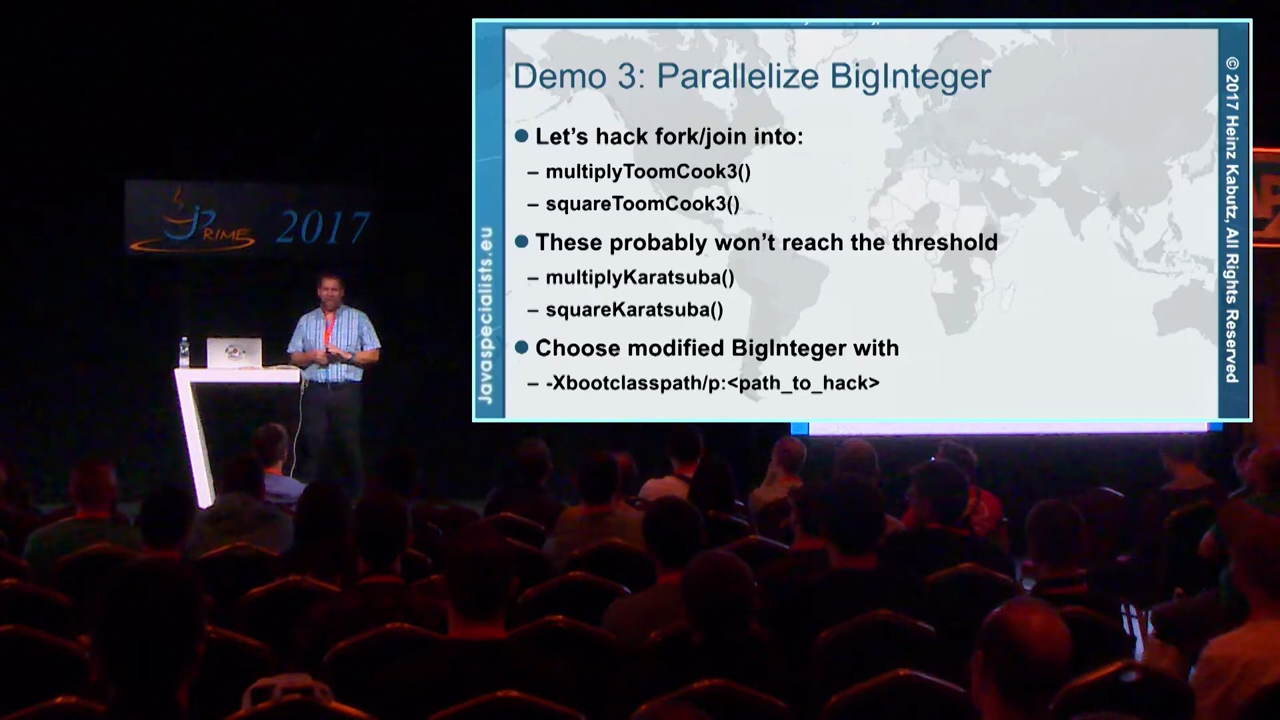 Demo 3: Parallelize BigInteger
● Let’s hack fork/join into:
– multiplyToomCook3()
– squareToomCook3()
● These probably won’t reach the threshold
– multiplyKaratsuba()
– squareKaratsuba()
● Choose modified BigInteger with
– -Xbootclasspath/p:<path_to_hack>
Javaspecialists.eu
© 2017 Heinz Kabutz, All Rights Reserved
jPRIME 2017